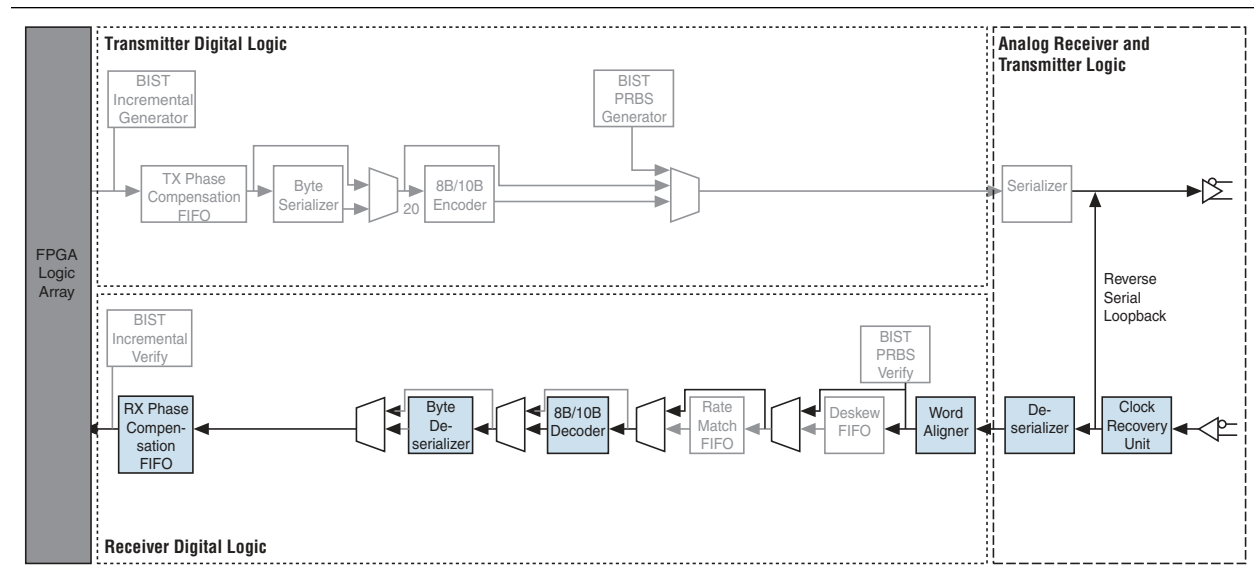 Transmitter Digital Logic
Analog Receiver and
Transmitter Logic
BIST
Incremental
Generator
BIST
PRBS
Generator
TX Phase
Compensation
FIFO
Byte
Serializer
20
8B/10B
Encoder
Serializer
FPGA
Logic
Array
Reverse
Serial
Loopback
BIST
Incremental
Verify
BIST
PRBS
Verify
RX Phase
Compen-
sation
FIFO
Byte
De-
serializer
8B/10B
Decoder
Rate
Match
FIFO
Deskew
FIFO
Word
Aligner
De-
serializer
Clock
Recovery
Unit
Receiver Digital Logic